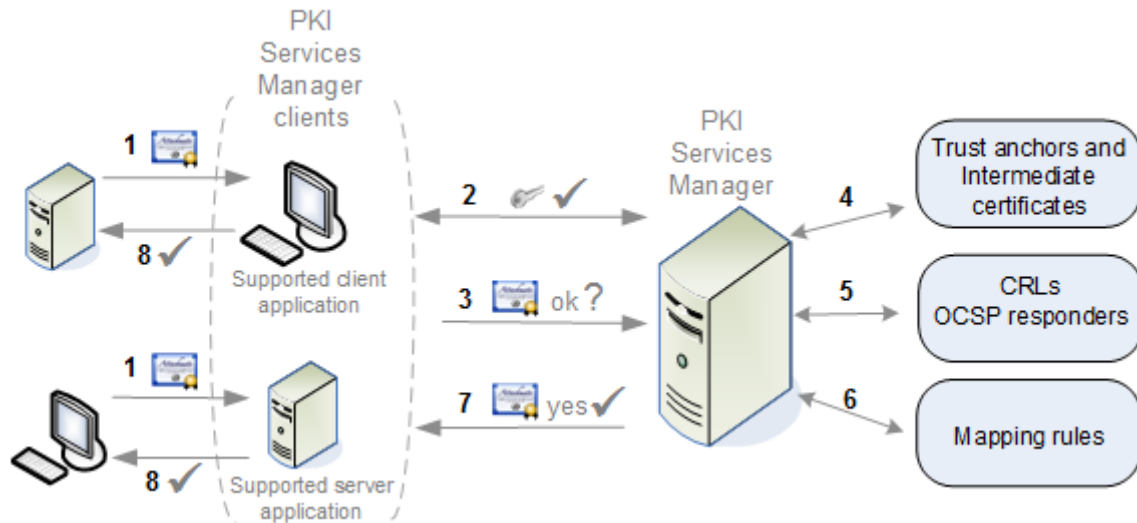 PKI
Services
Manager
clients
1
8
Supported client
application
1
8
Supported server
application
2
3 ok ?
7 yes
PKI
Services
Manager
4
5
6
Trust anchors and
Intermediate
certificates
CRLs
OCSP responders
Mapping rules